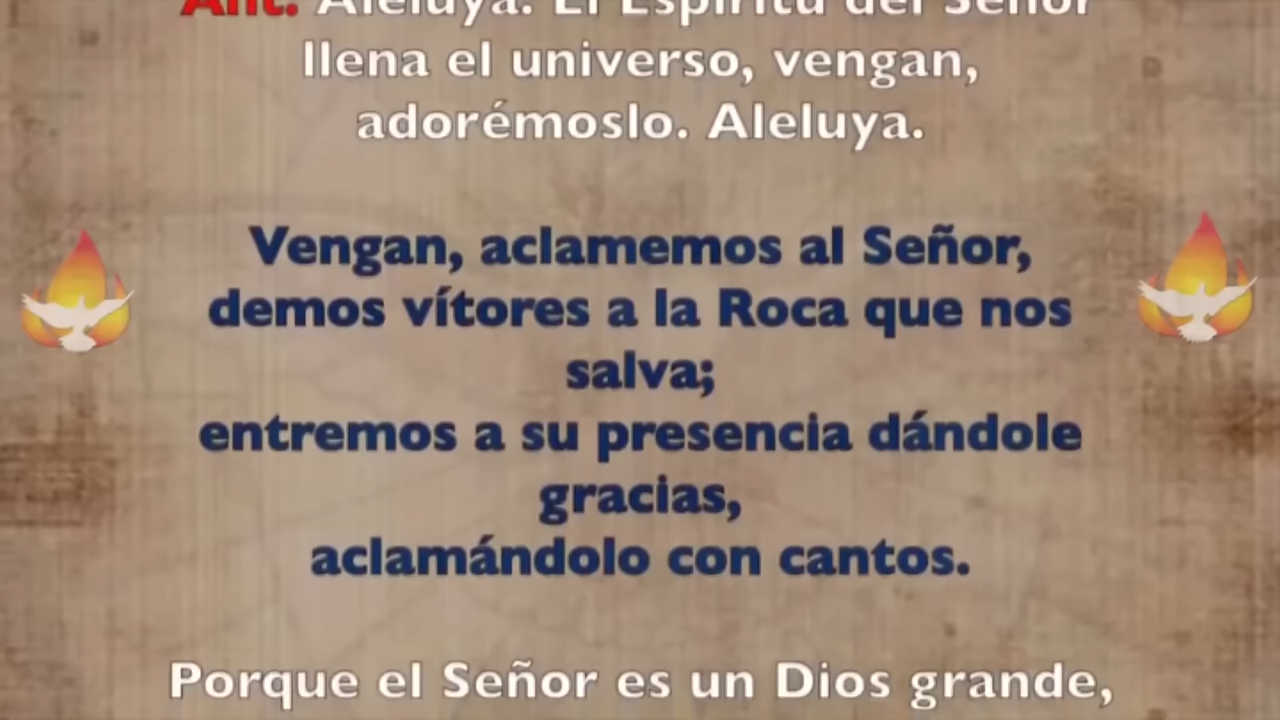 Ant. Aleluya. El Espíritu del Señor
llena el universo, vengan,
adorémoslo. Aleluya.
Vengan, aclamemos al Señor,
demos vítores a la Roca que nos
salva;
entremos a su presencia dándole
gracias,
aclamándolo con cantos.
Porque el Señor es un Dios grande,